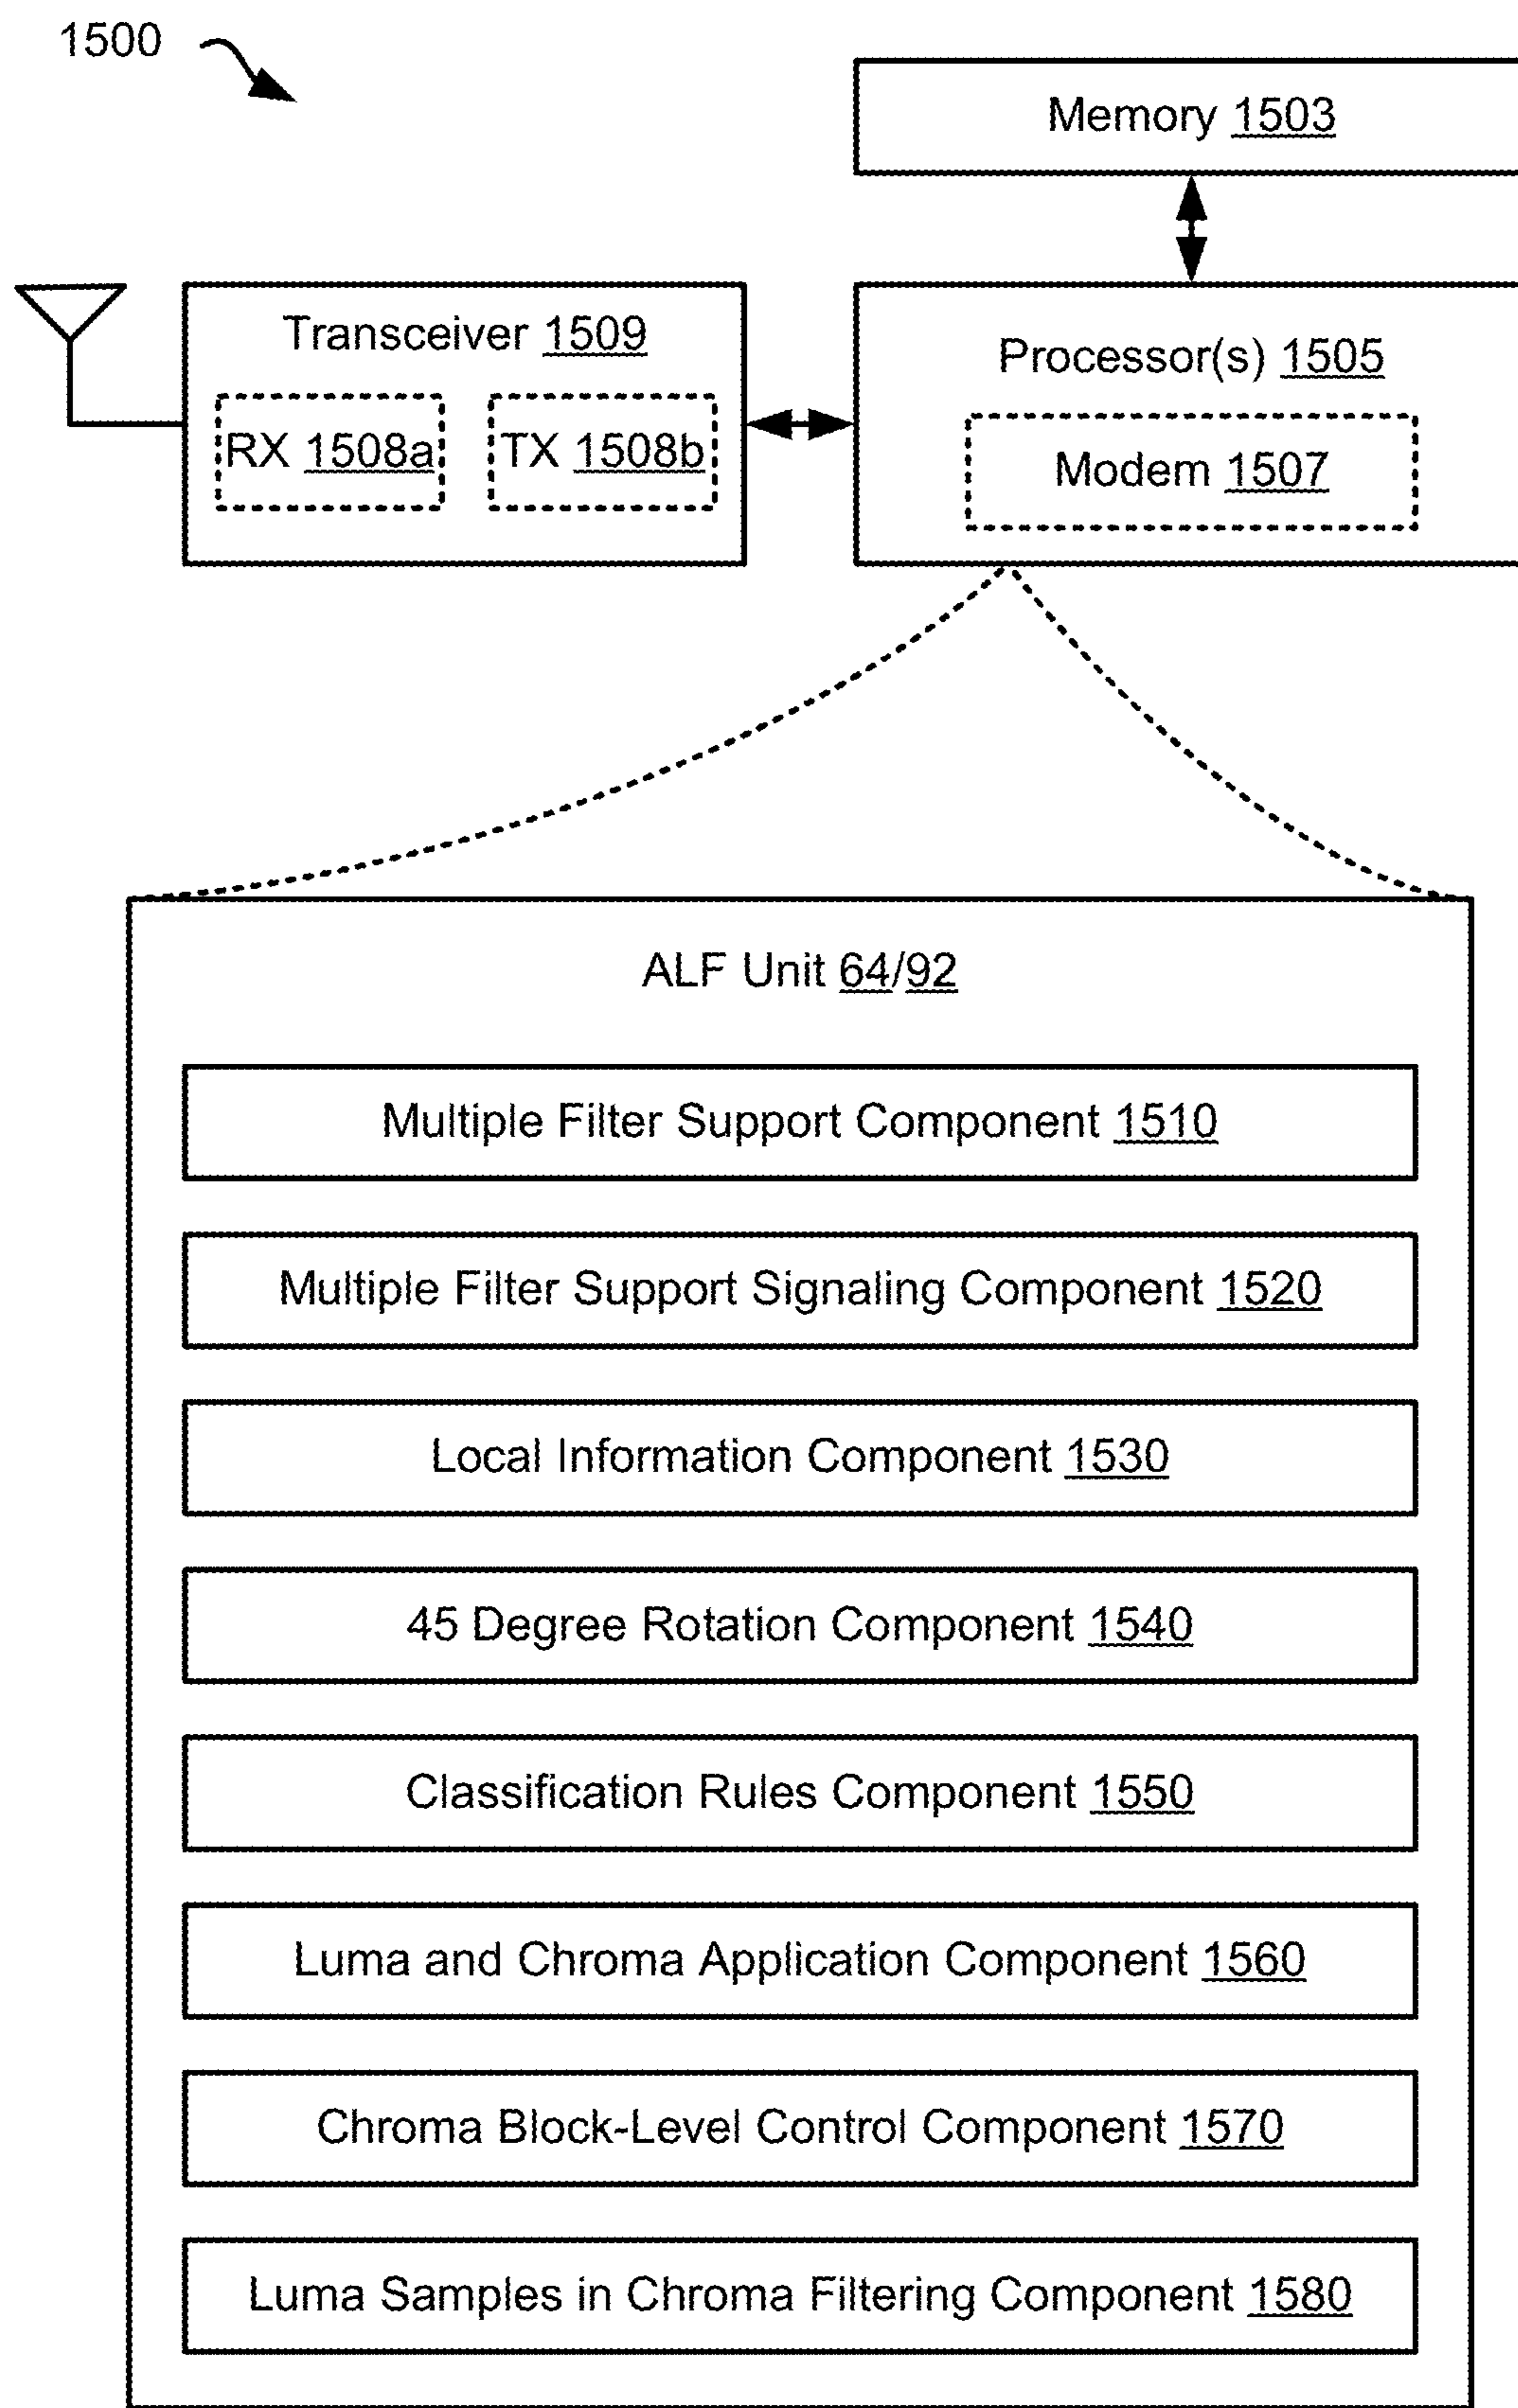 1500
Memory 1503
Transceiver 1509
RX 1508a
TX 1508b
Processor(s) 1505
Modem 1507
ALF Unit 64/92
Multiple Filter Support Component 1510
Multiple Filter Support Signaling Component 1520
Local Information Component 1530
45 Degree Rotation Component 1540
Classification Rules Component 1550
Luma and Chroma Application Component 1560
Chroma Block-Level Control Component 1570
Luma Samples in Chroma Filtering Component 1580